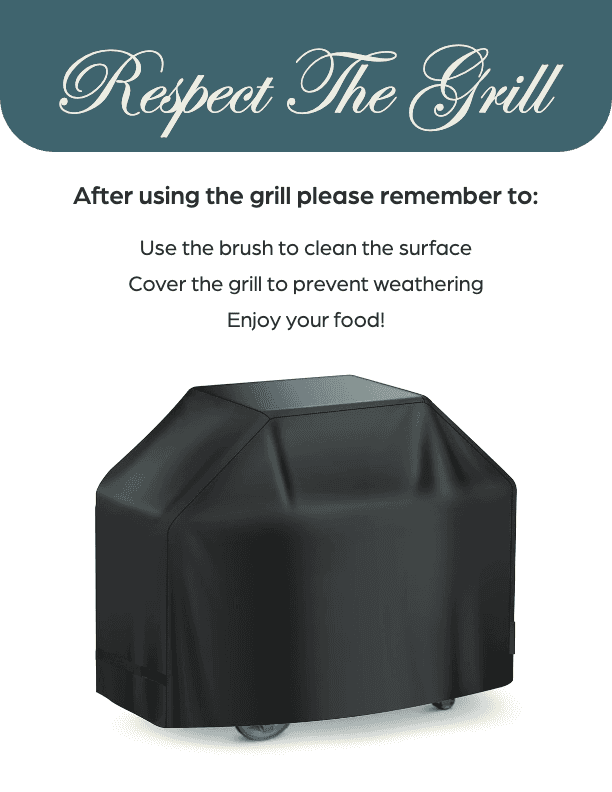 Respect The Grill
After using the grill please remember to:
Use the brush to clean the surface
Cover the grill to prevent weathering
Enjoy your food!